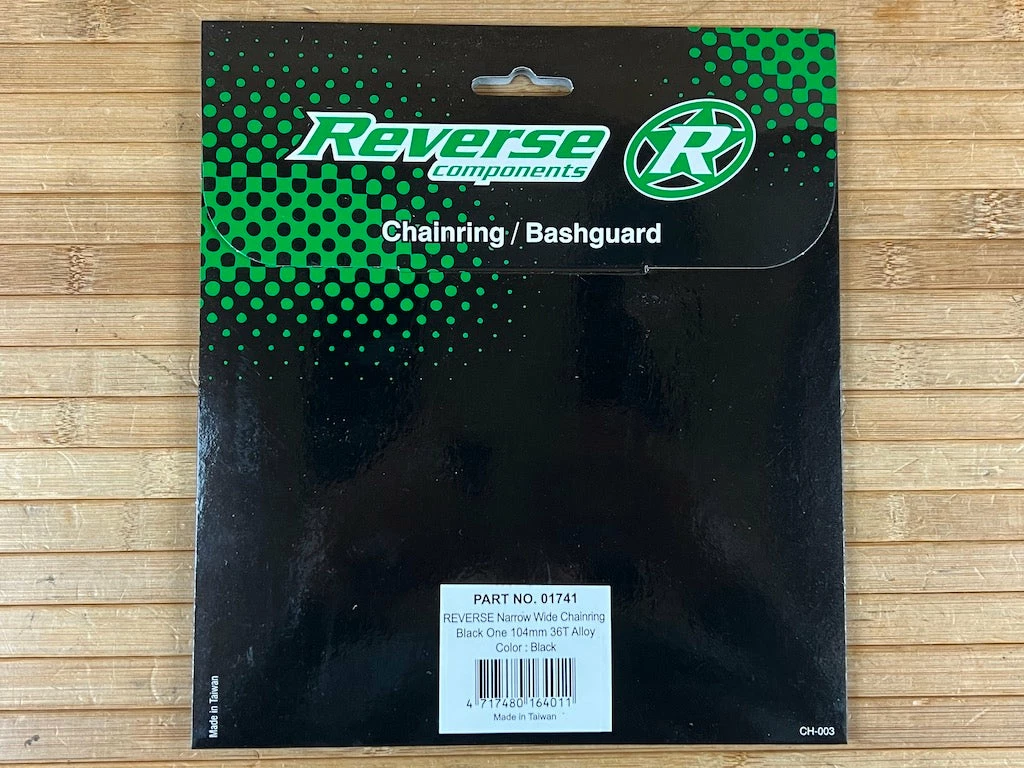 Reverse
components
R
Chainring / Bashguard
PART NO. 01741
REVERSE Narrow Wide Chainring
Black One 104mm 36T Alloy
Color : Black
4 717480 164011
Made in Taiwan
Made in Taiwan
CH-003